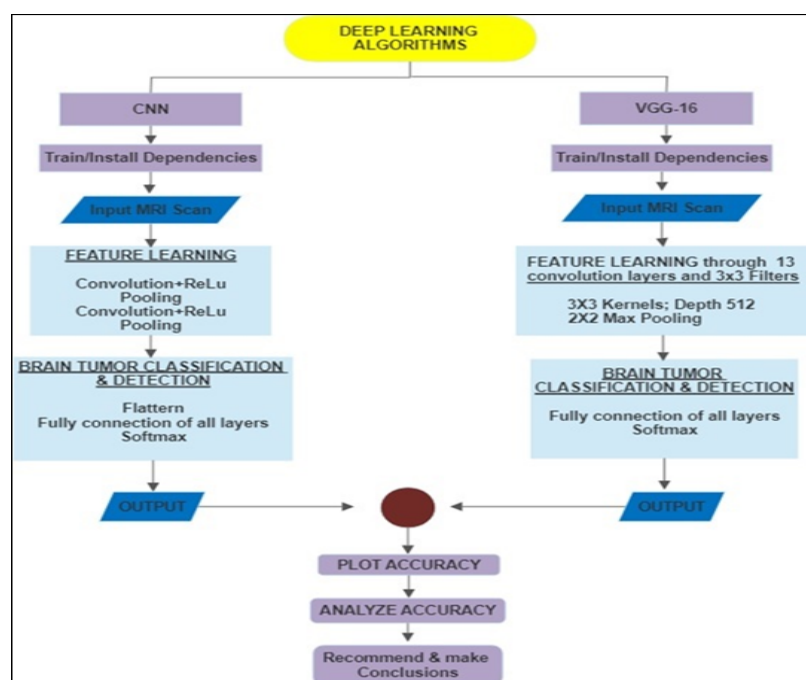 DEEP LEARNING
ALGORITHMS
CNN
Train/Install Dependencies
Input MRI Scan
FEATURE LEARNING
Convolution+ReLu
Pooling
Convolution+ReLu
Pooling
BRAIN TUMOR CLASSIFICATION
& DETECTION
Flattern
Fully connection of all layers
Softmax
OUTPUT
VGG-16
Train/Install Dependencies
Input MRI Scan
FEATURE LEARNING through 13
convolution layers and 3x3 Filters
3X3 Kernels; Depth 512
2X2 Max Pooling
BRAIN TUMOR
CLASSIFICATION & DETECTION
Fully connection of all layers
Softmax
OUTPUT
PLOT ACCURACY
ANALYZE ACCURACY
Recommend & make
Conclusions